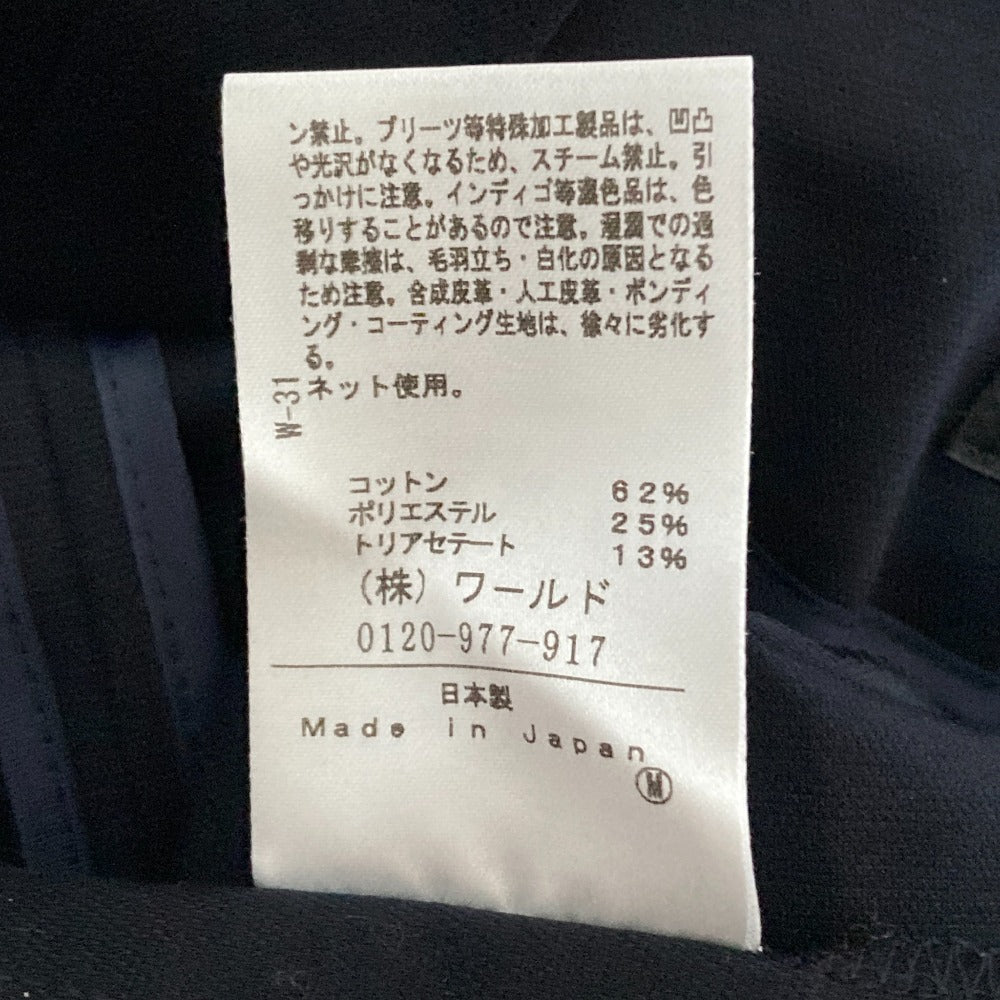 ン禁止。プリーツ等特殊加工製品は、凹凸
や光沢がなくなるため、スチーム禁止。引
っかけに注意。インディゴ等濃色品は、色
移りすることがあるので注意。湿潤での過
剰な摩擦は、毛羽立ち・白化の原因となる
ため注意。合成皮革・人工皮革・ボンディ
ング・コーティング生地は、徐々に劣化す
る。
ネット使用。
W-31
コットン 62%
ポリエステル 25%
トリアセテート 13%
(株) ワールド
0120-977-917
日本製
Made in Japan
M